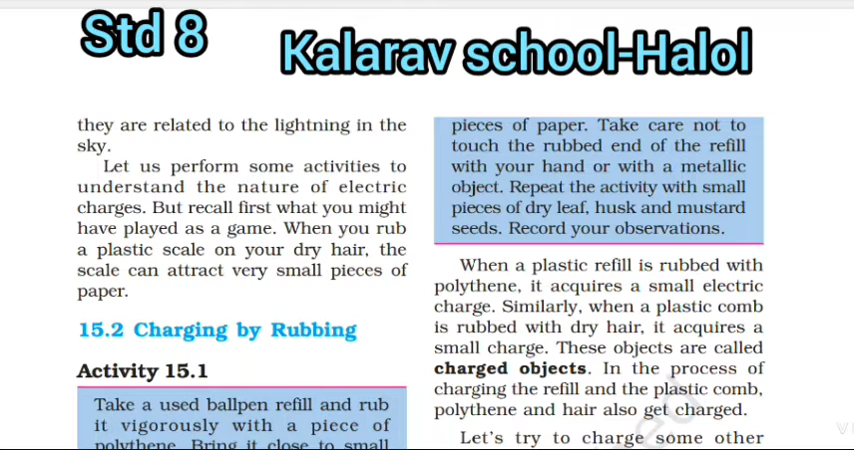 Std 8
Kalarav school-Halol
they are related to the lightning in the
sky.
Let us perform some activities to
understand the nature of electric
charges. But recall first what you might
have played as a game. When you rub
a plastic scale on your dry hair, the
scale can attract very small pieces of
paper.
15.2 Charging by Rubbing
Activity 15.1
Take a used ballpen refill and rub
it vigorously with a piece of
polythene. Bring it close to small
pieces of paper. Take care not to
touch the rubbed end of the refill
with your hand or with a metallic
object. Repeat the activity with small
pieces of dry leaf, husk and mustard
seeds. Record your observations.
When a plastic refill is rubbed with
polythene, it acquires a small electric
charge. Similarly, when a plastic comb
is rubbed with dry hair, it acquires a
small charge. These objects are called
charged objects. In the process of
charging the refill and the plastic comb,
polythene and hair also get charged.
Let's try to charge some other